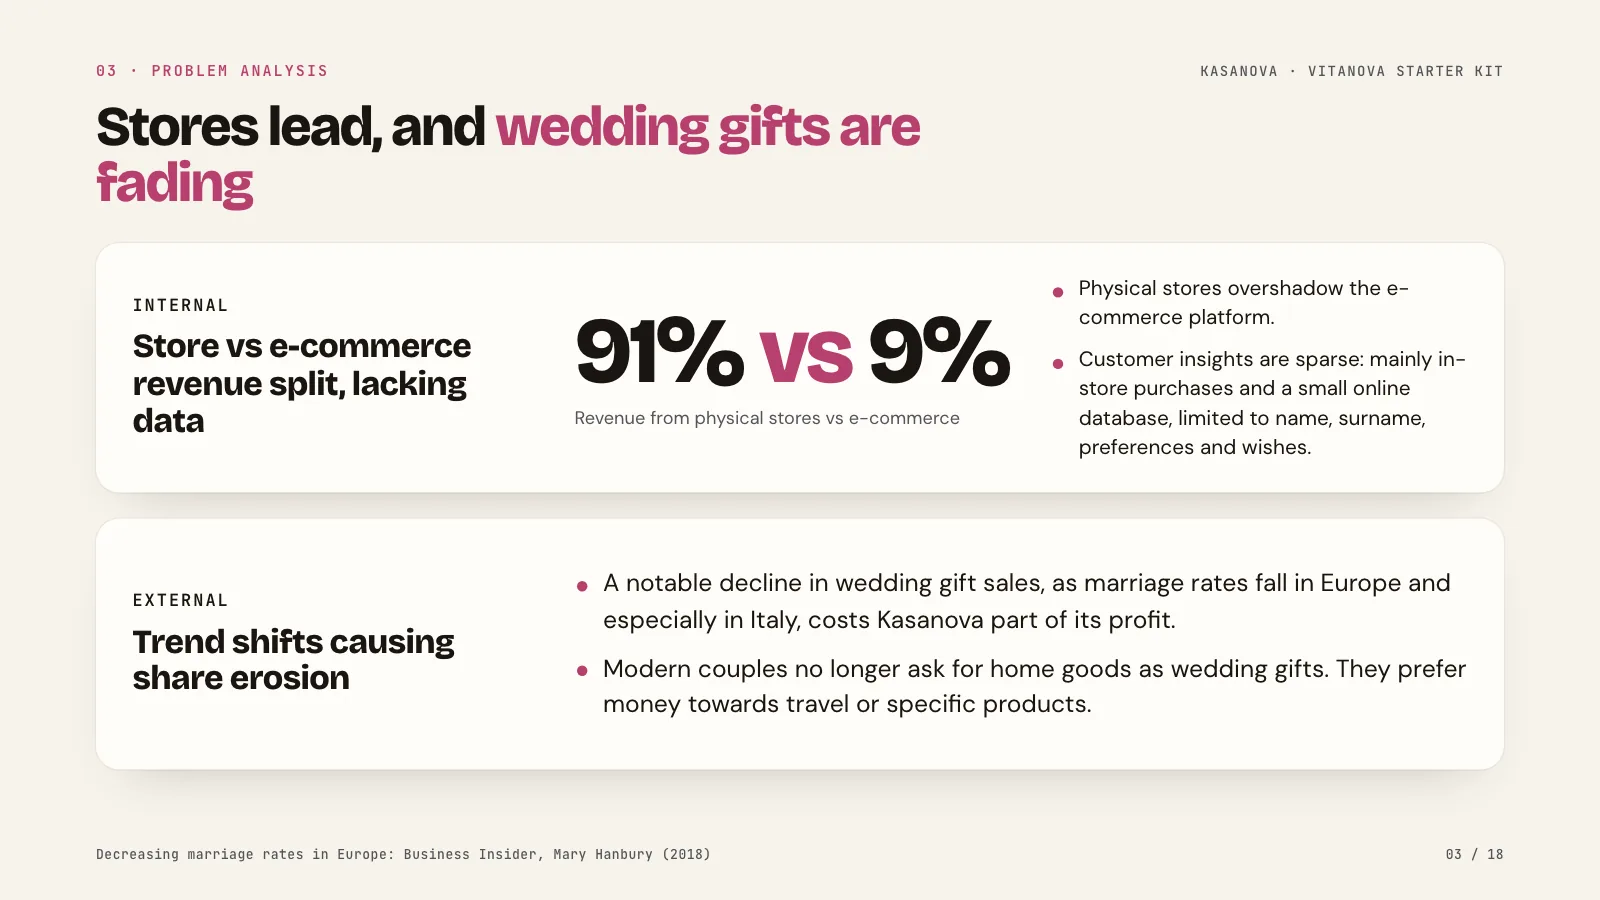 03 · PROBLEM ANALYSIS
KASANOVA · VITANOVA STARTER KIT
Stores lead, and wedding gifts are
fading
INTERNAL
Store vs e-commerce
revenue split, lacking
data
91% vs 9%
Revenue from physical stores vs e-commerce
Physical stores overshadow the e-
commerce platform.
Customer insights are sparse: mainly in-
store purchases and a small online
database, limited to name, surname,
preferences and wishes.
EXTERNAL
Trend shifts causing
share erosion
A notable decline in wedding gift sales, as marriage rates fall in Europe and
especially in Italy, costs Kasanova part of its profit.
Modern couples no longer ask for home goods as wedding gifts. They prefer
money towards travel or specific products.
Decreasing marriage rates in Europe: Business Insider, Mary Hanbury (2018)
03 / 18